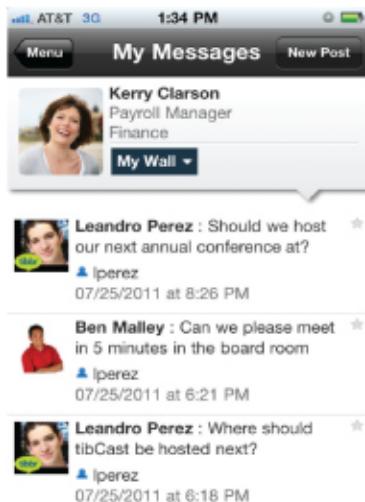 AT&T 3G 1:34 PM
Menu My Messages New Post
Kerry Clarson
Payroll Manager
Finance
My Wall
Leandro Perez : Should we host
our next annual conference at?
lperez
07/25/2011 at 8:26 PM
tibbr
Ben Malley : Can we please meet
in 5 minutes in the board room
lperez
07/25/2011 at 6:21 PM
Leandro Perez : Where should
tibCast be hosted next?
lperez
07/25/2011 at 6:18 PM
tibbr